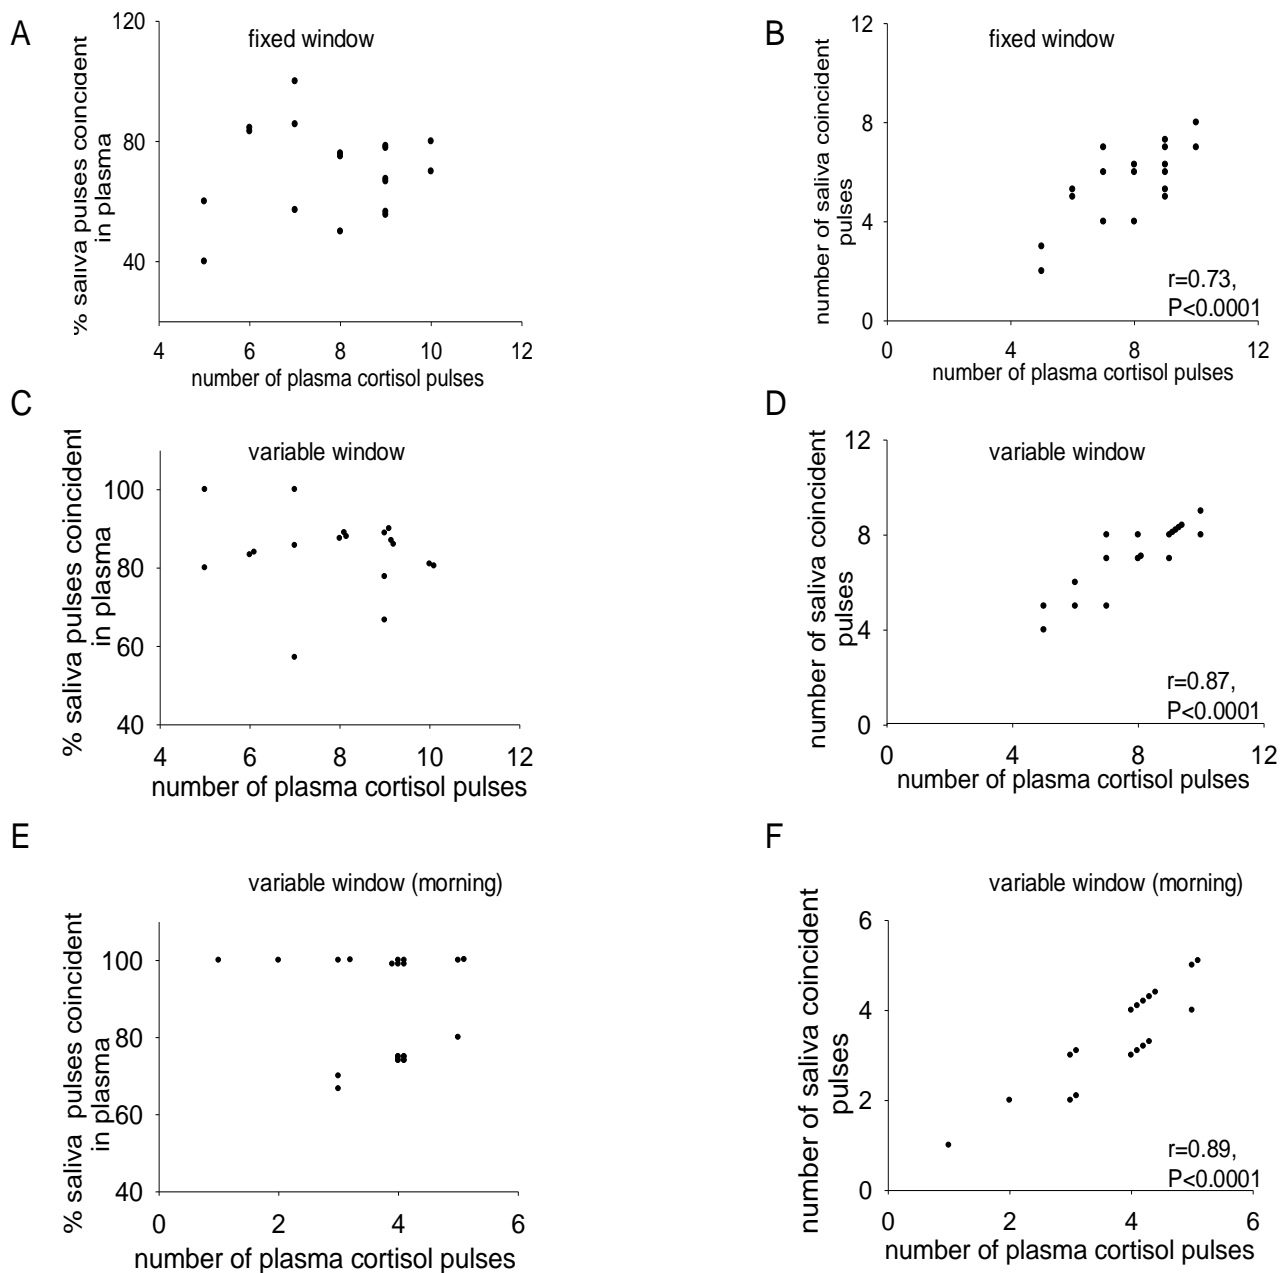 A
fixed window
% saliva pulses coincident
in plasma
120
80
40
4 6 8 10 12
number of plasma cortisol pulses
B
fixed window
number of saliva coincident
pulses
12
8
4
0
r=0.73,
P<0.0001
0 4 8 12
number of plasma cortisol pulses
C
variable window
% saliva pulses coincident
in plasma
100
80
60
40
4 6 8 10 12
number of plasma cortisol pulses
D
variable window
number of saliva coincident
pulses
12
8
4
0
r=0.87,
P<0.0001
0 4 8 12
number of plasma cortisol pulses
E
variable window (morning)
% saliva pulses coincident
in plasma
100
80
60
40
0 2 4 6
number of plasma cortisol pulses
F
variable window (morning)
number of saliva coincident
pulses
6
4
2
0
r=0.89,
P<0.0001
0 2 4 6
number of plasma cortisol pulses